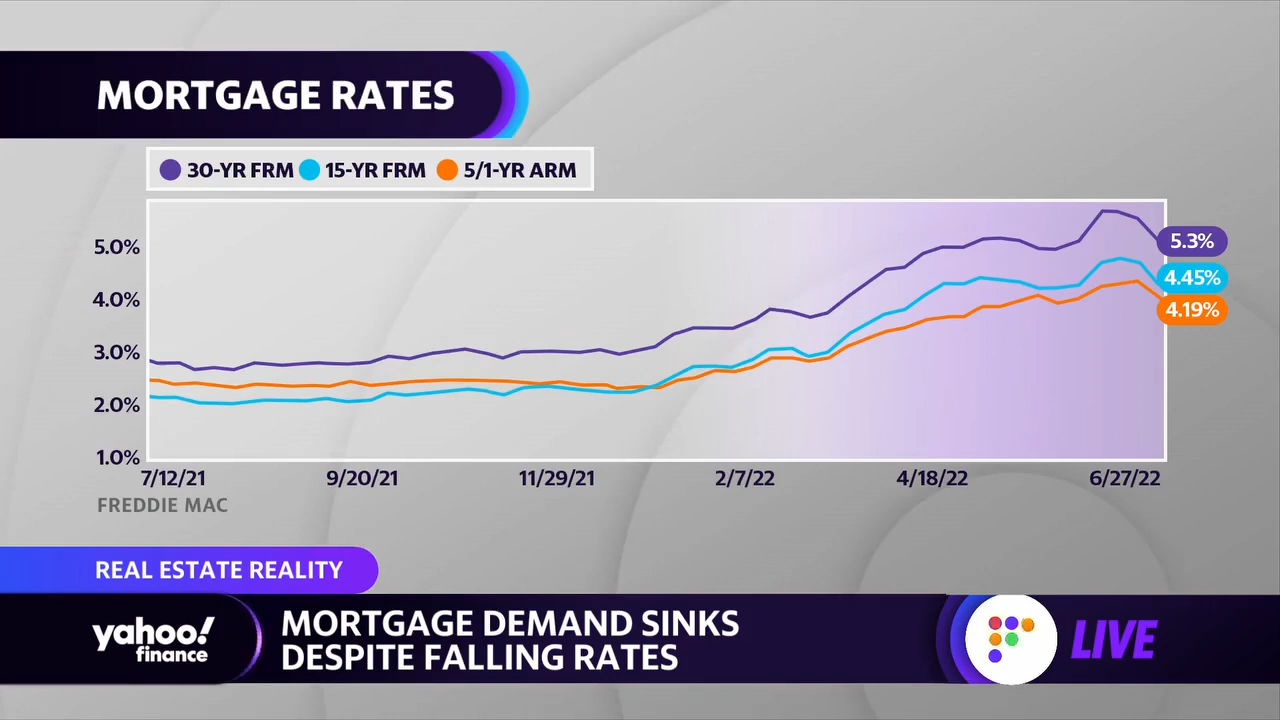 MORTGAGE RATES
30-YR FRM 15-YR FRM 5/1-YR ARM
5.0%
4.0%
3.0%
2.0%
1.0%
5.3%
4.45%
4.19%
7/12/21 9/20/21 11/29/21 2/7/22 4/18/22 6/27/22
FREDDIE MAC
REAL ESTATE REALITY
yahoo!
finance
MORTGAGE DEMAND SINKS
DESPITE FALLING RATES
LIVE